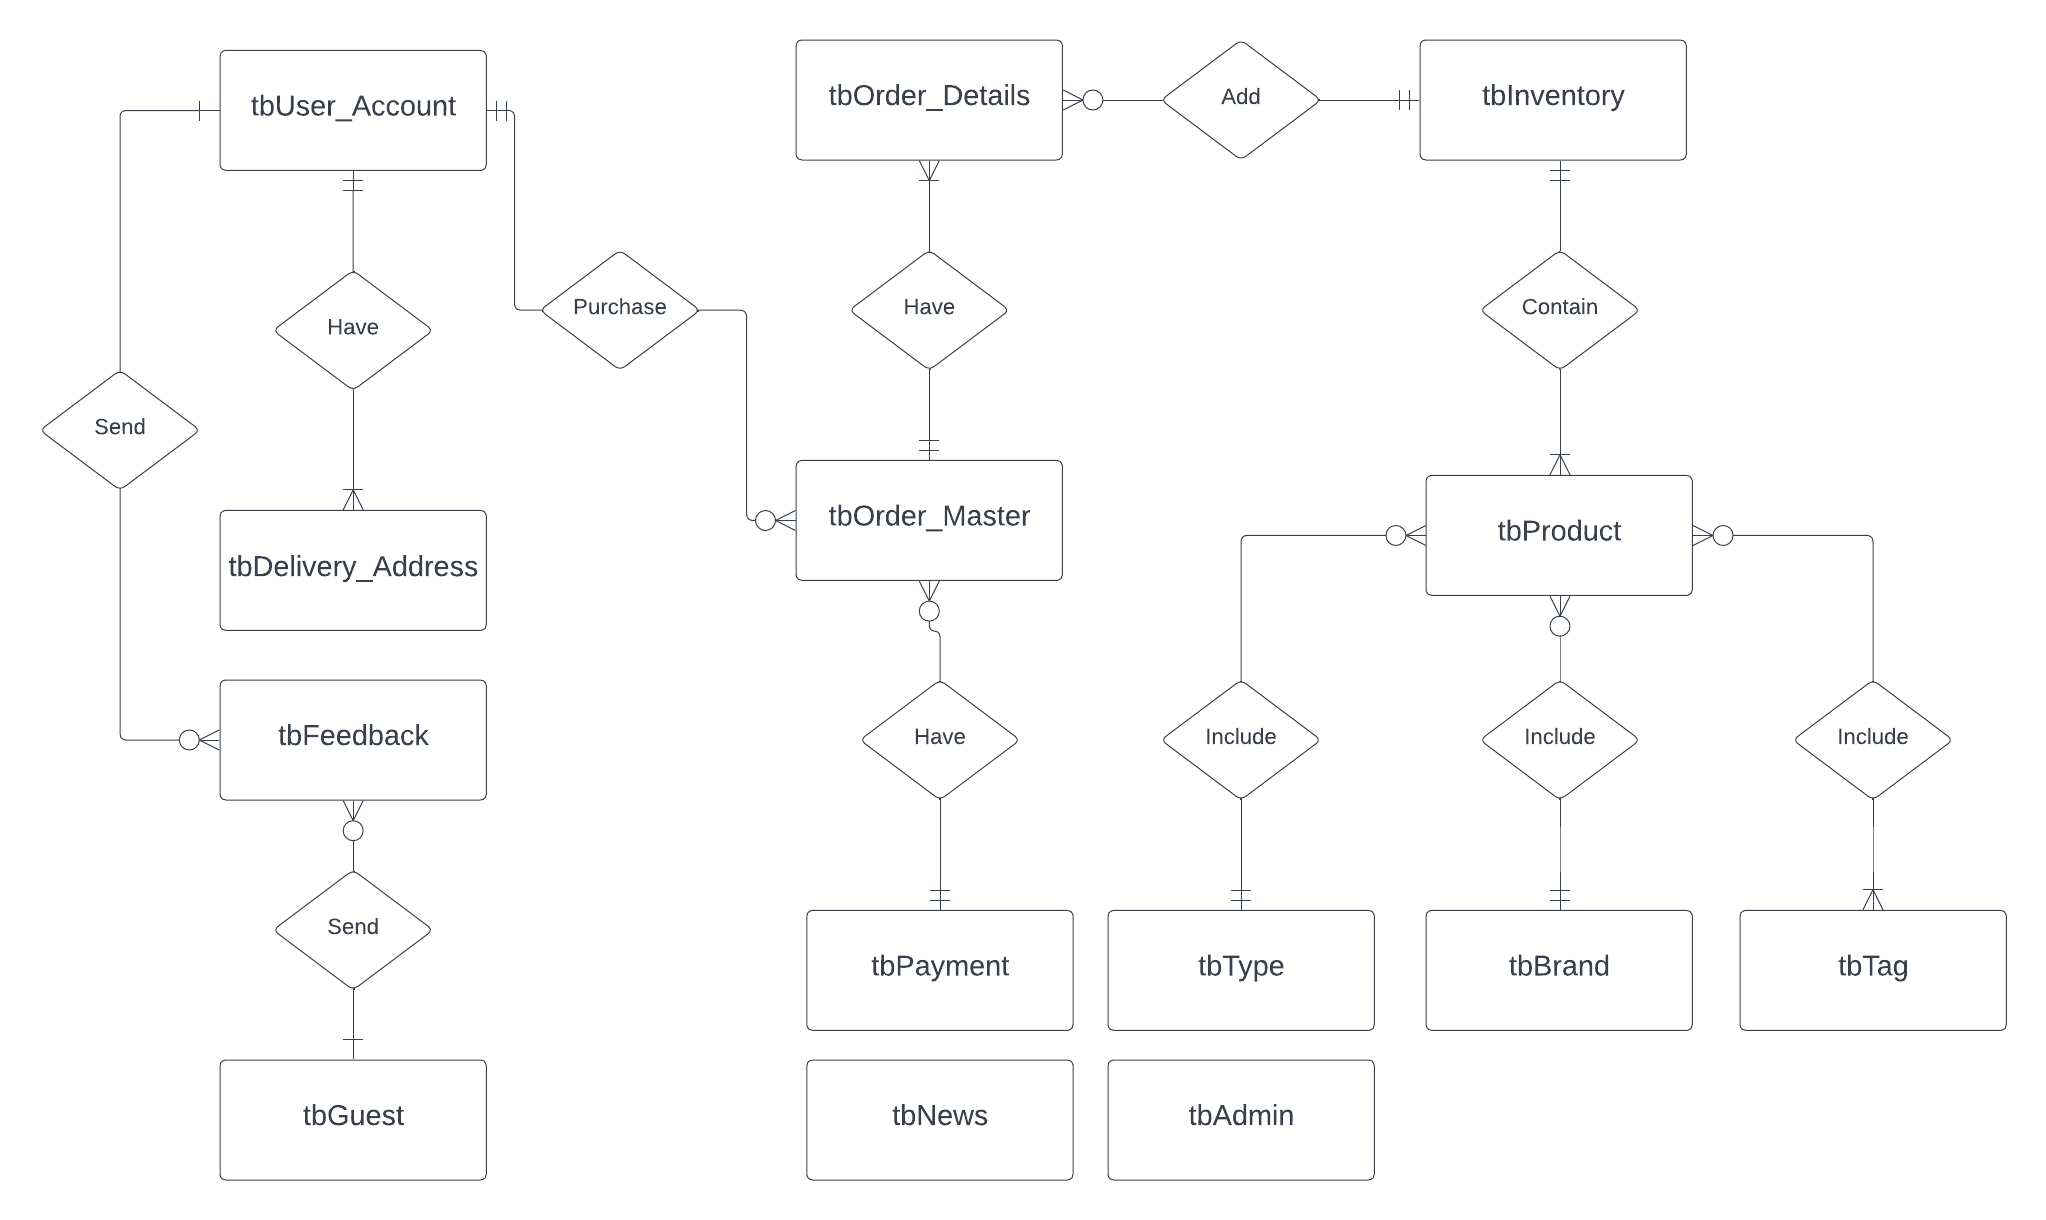 tbUser_Account
tbOrder_Details
Add
tbInventory
Have
Purchase
Have
Contain
Send
tbDelivery_Address
tbOrder_Master
tbProduct
tbFeedback
Have
Include
Include
Include
Send
tbPayment
tbType
tbBrand
tbTag
tbGuest
tbNews
tbAdmin